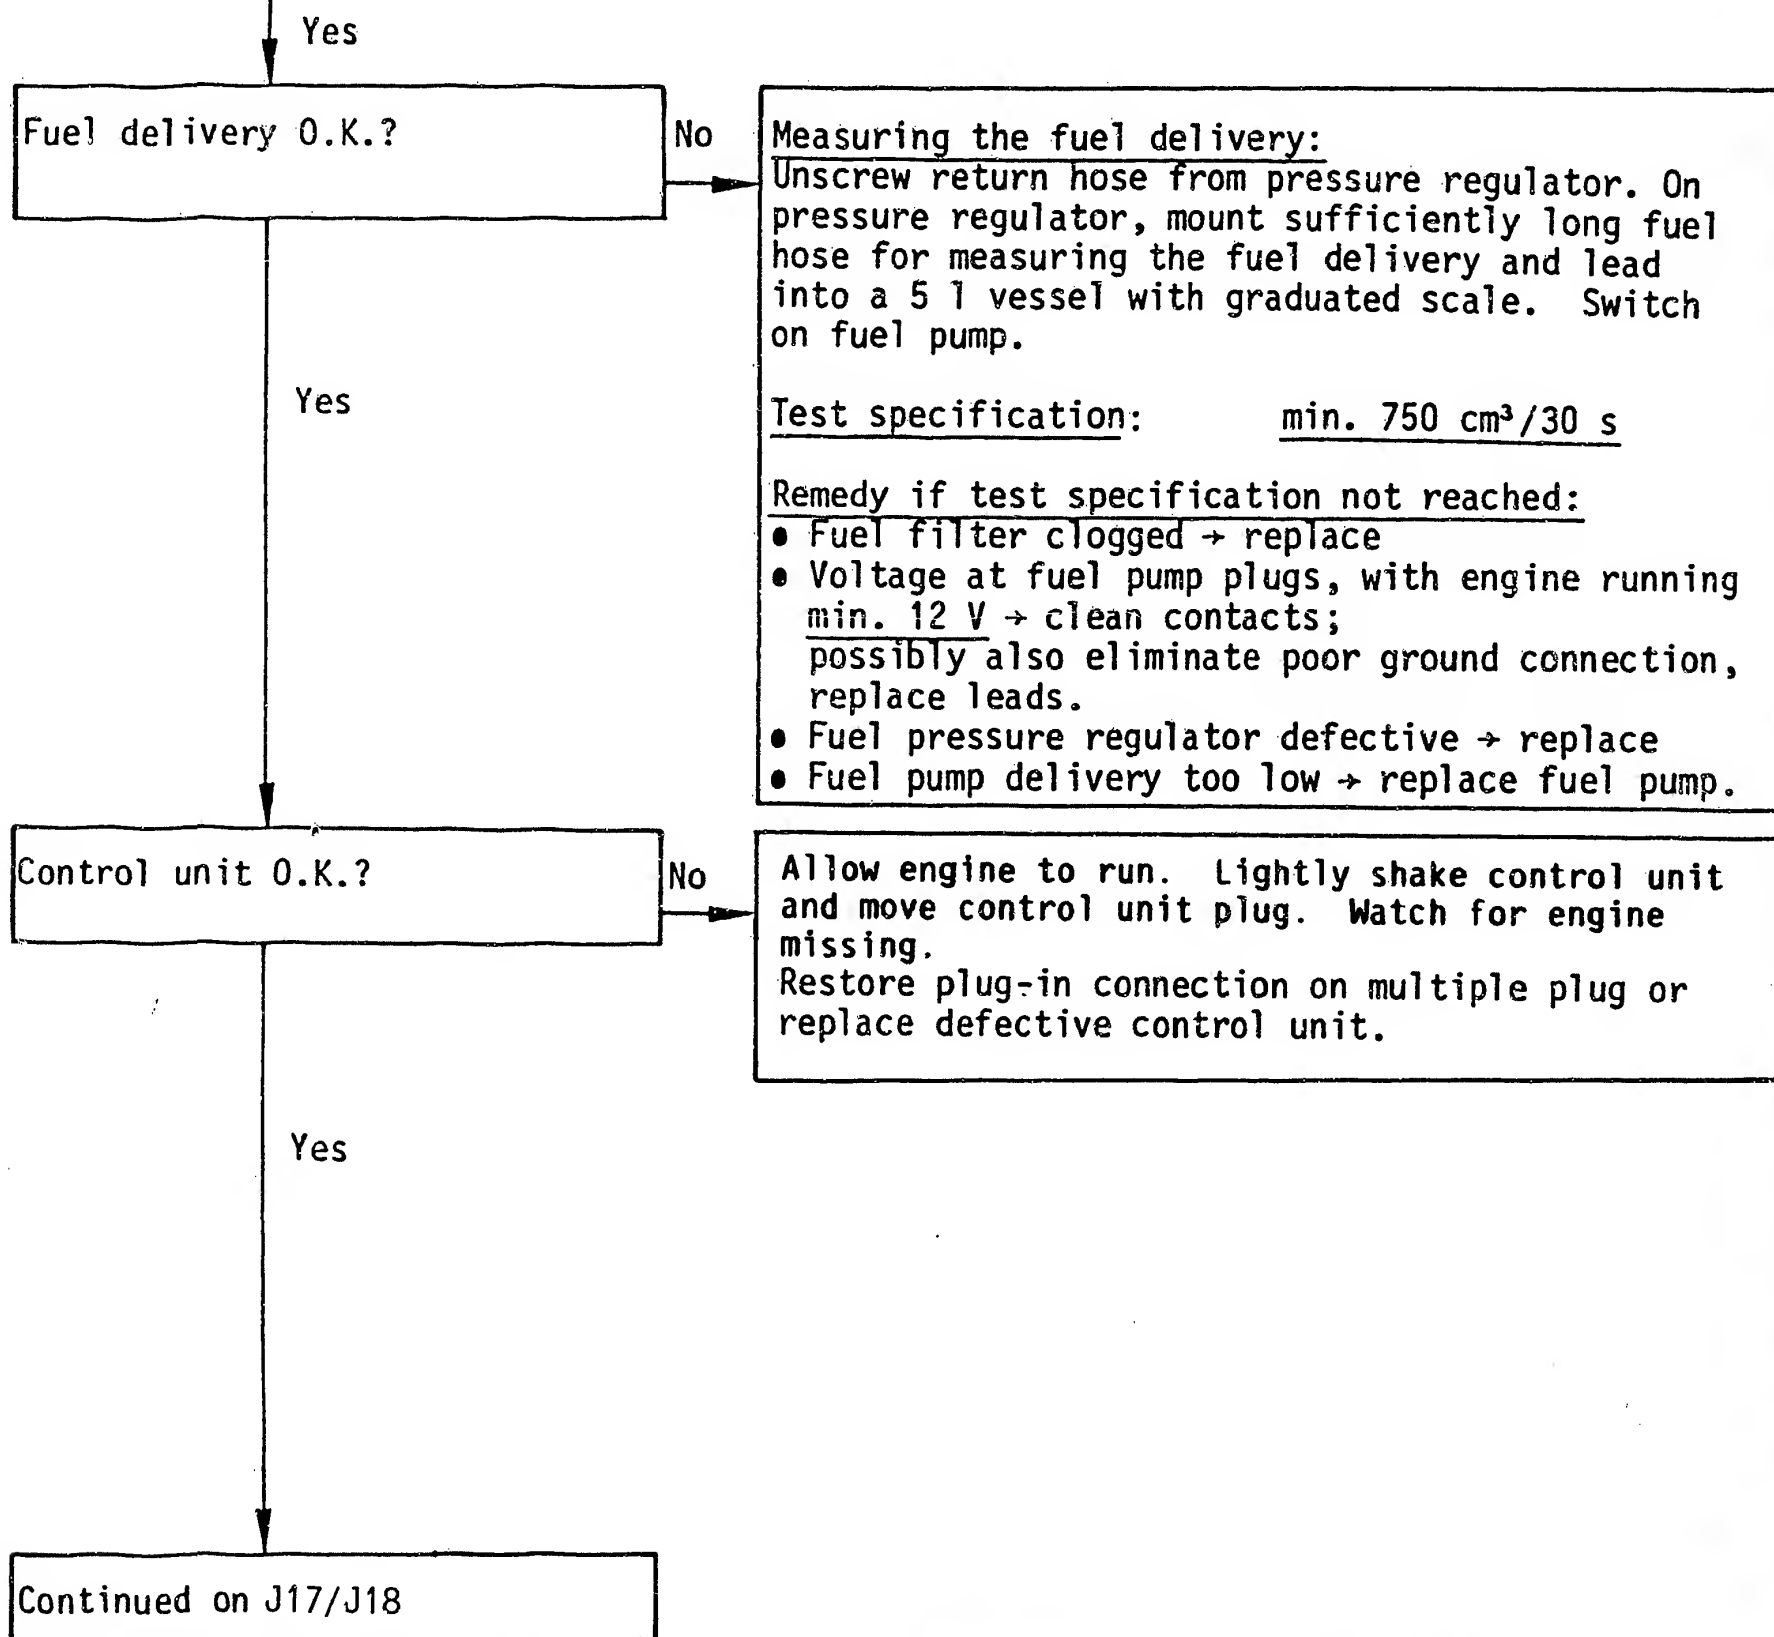 Yes
Fuel delivery O.K.?
No
Measuring the fuel delivery:
Unscrew return hose from pressure regulator. On
pressure regulator, mount sufficiently long fuel
hose for measuring the fuel delivery and lead
into a 5 l vessel with graduated scale. Switch
on fuel pump.
Test specification: min. 750 cm³/30 s
Remedy if test specification not reached:
• Fuel filter clogged → replace
• Voltage at fuel pump plugs, with engine running
min. 12 V → clean contacts;
possibly also eliminate poor ground connection,
replace leads.
• Fuel pressure regulator defective → replace
• Fuel pump delivery too low → replace fuel pump.
Yes
Control unit O.K.?
No
Allow engine to run. Lightly shake control unit
and move control unit plug. Watch for engine
missing.
Restore plug-in connection on multiple plug or
replace defective control unit.
Yes
Continued on J17/J18